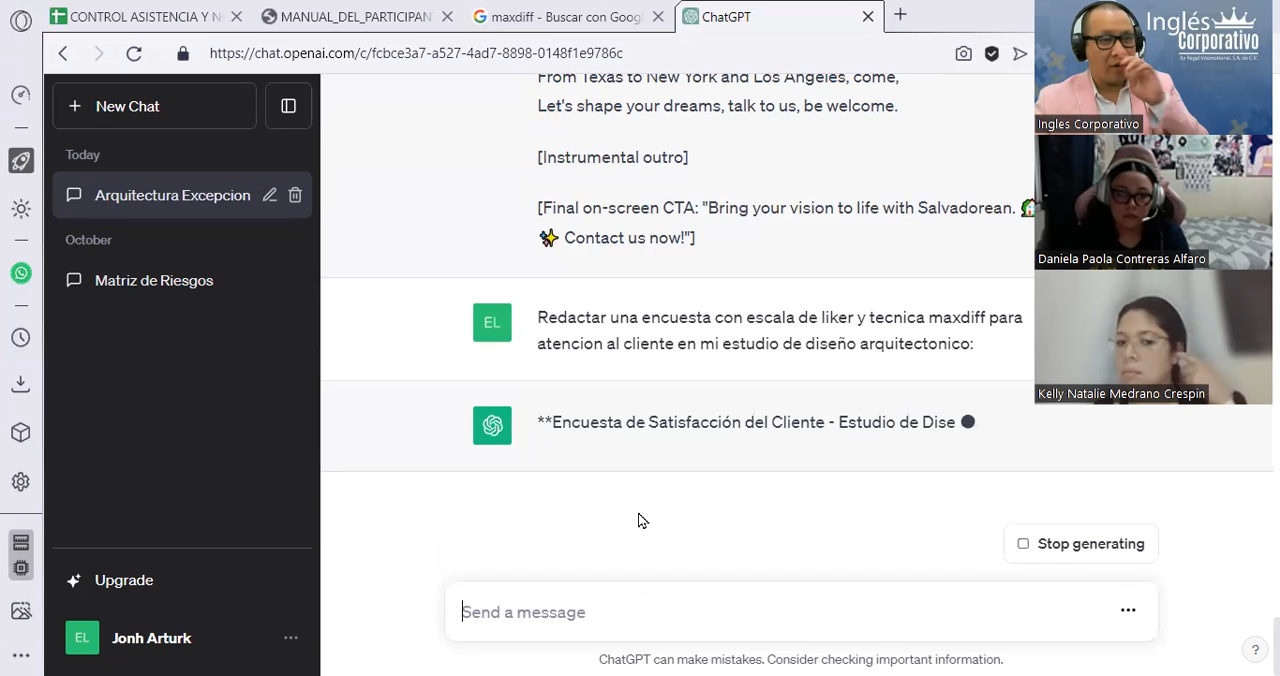 CONTROL ASISTENCIA Y N
MANUAL_DEL_PARTICIPAN
maxdiff - Buscar con Goog
ChatGPT
https://chat.openai.com/c/fcbce3a7-a527-4ad7-8898-0148f1e9786c
New Chat
Today
Arquitectura Excepcion
October
Matriz de Riesgos
Upgrade
EL
Jonh Arturk
From Texas to New York and Los Angeles, come,
Let's shape your dreams, talk to us, be welcome.
[Instrumental outro]
[Final on-screen CTA: "Bring your vision to life with Salvadorean. 🏠
✨ Contact us now!"]
EL
Redactar una encuesta con escala de liker y tecnica maxdiff para
atencion al cliente en mi estudio de diseño arquitectonico:
**Encuesta de Satisfacción del Cliente - Estudio de Dise
Stop generating
Send a message
ChatGPT can make mistakes. Consider checking important information.
?
Inglés
Corporativo
By Regal International, S.A. de C.V.
Ingles Corporativo
Daniela Paola Contreras Alfaro
Kelly Natalie Medrano Crespin